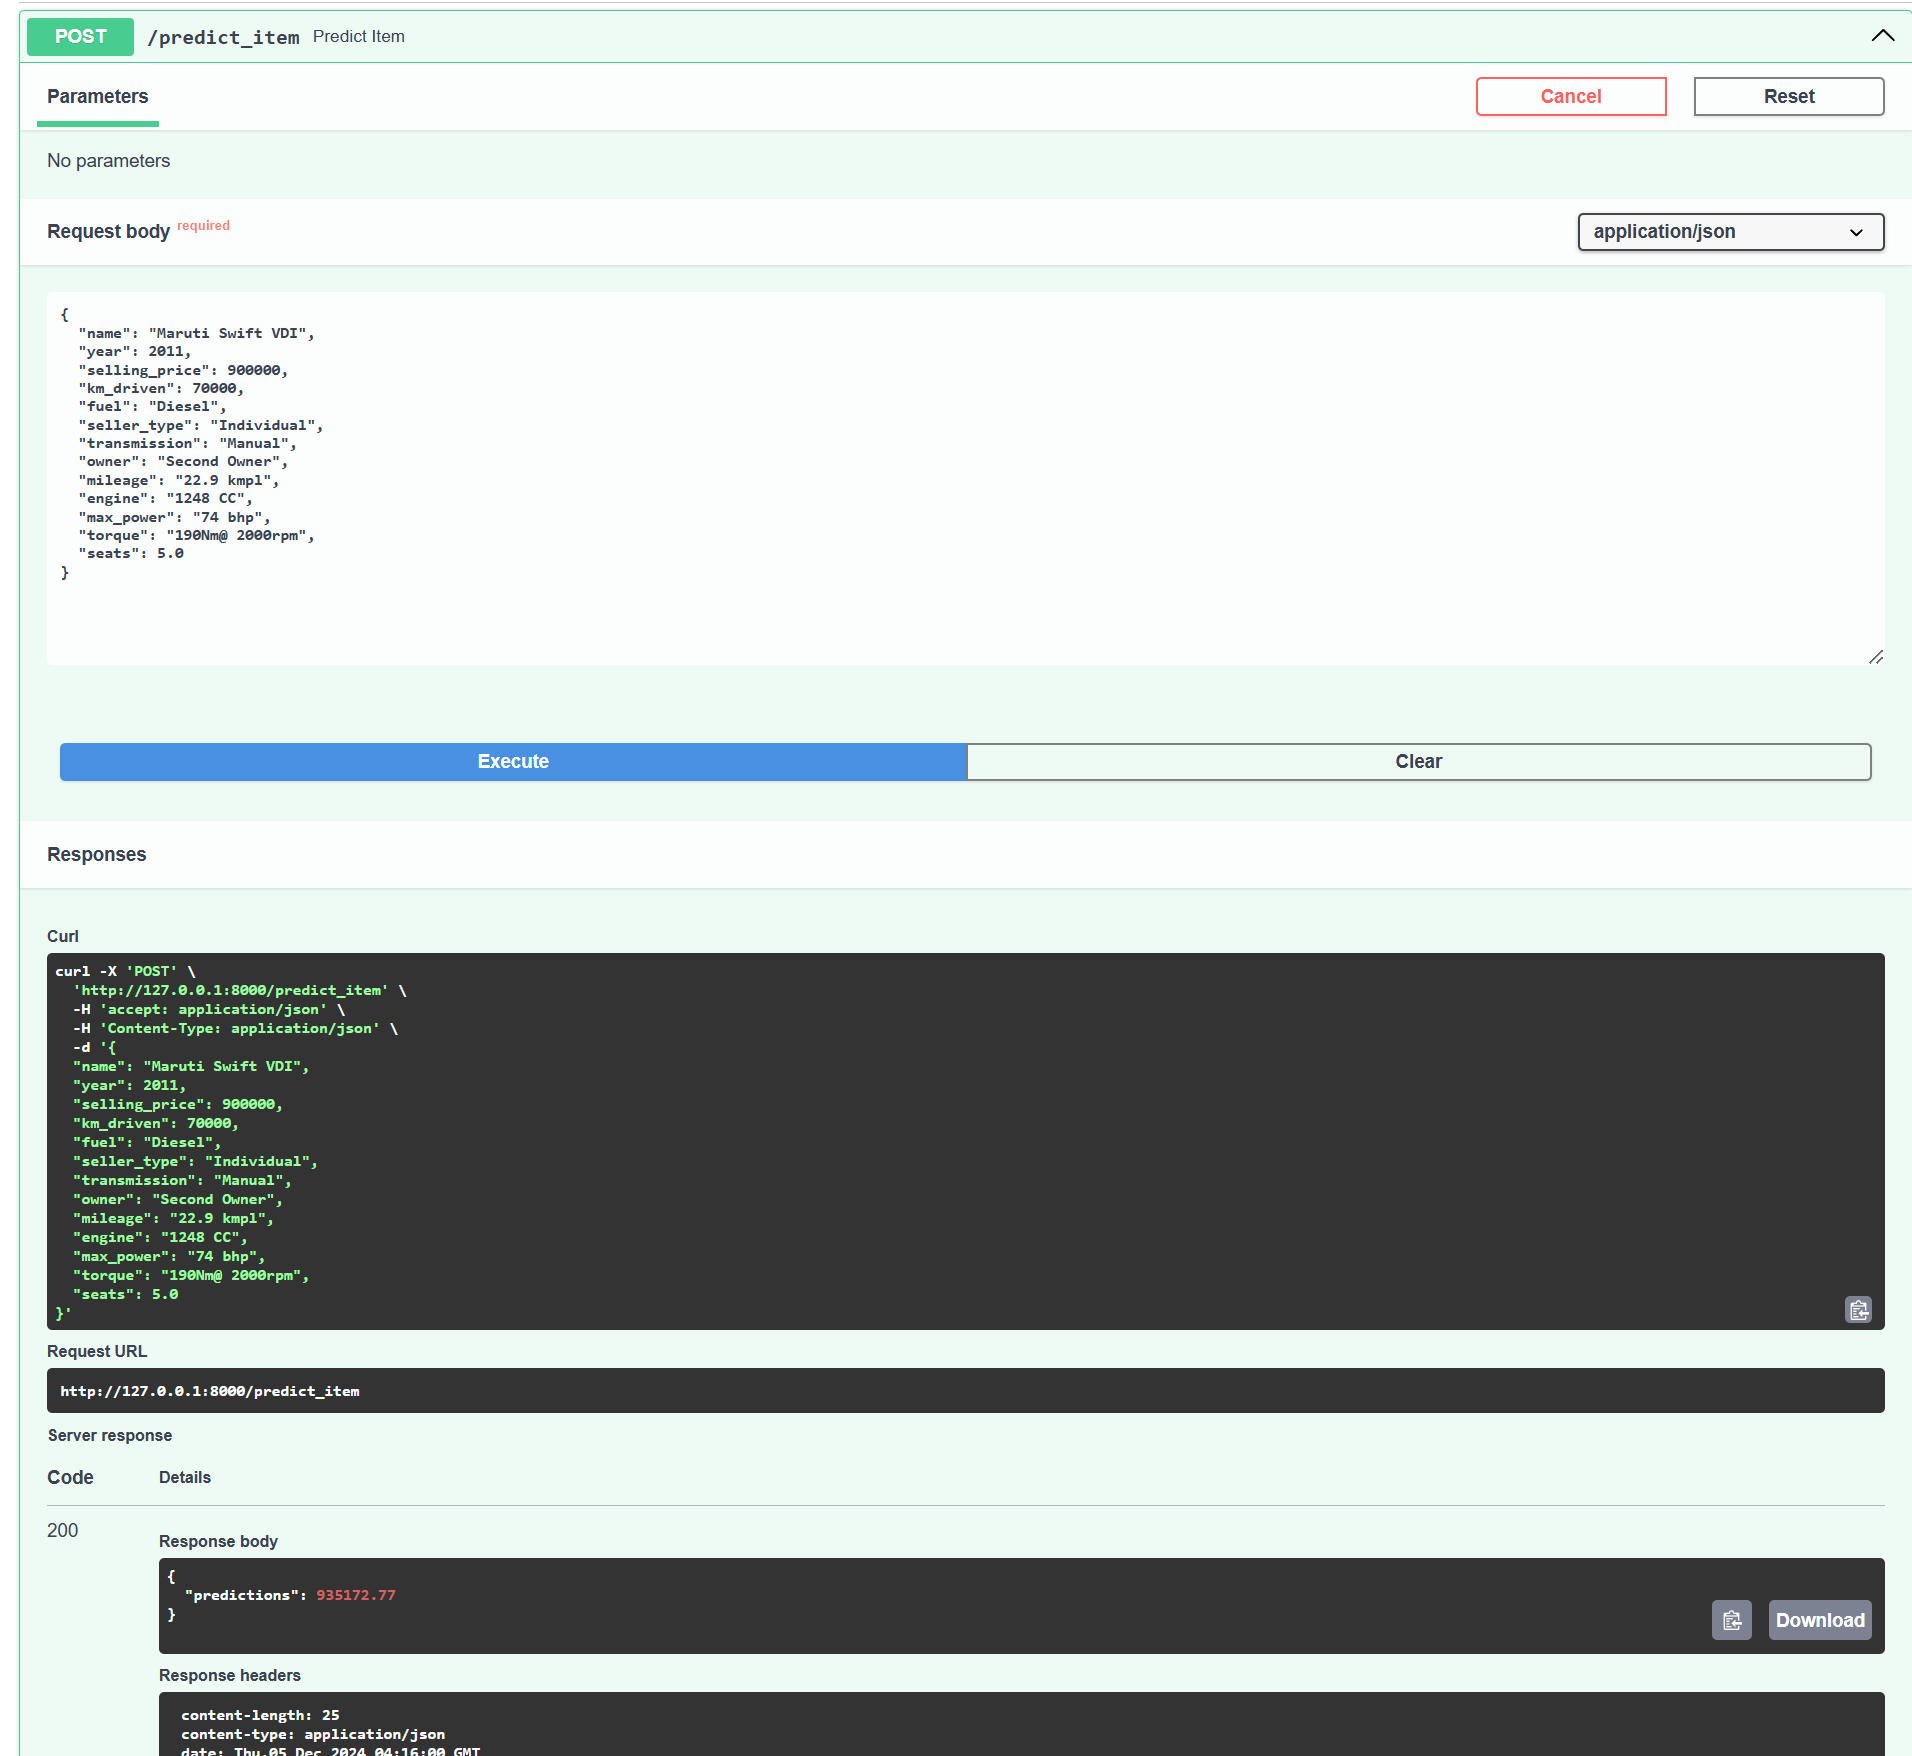 POST /predict_item Predict Item
Parameters
Cancel
Reset
No parameters
Request body required
application/json
{
  "name": "Maruti Swift VDI",
  "year": 2011,
  "selling_price": 900000,
  "km_driven": 70000,
  "fuel": "Diesel",
  "seller_type": "Individual",
  "transmission": "Manual",
  "owner": "Second Owner",
  "mileage": "22.9 kmpl",
  "engine": "1248 CC",
  "max_power": "74 bhp",
  "torque": "190Nm@ 2000rpm",
  "seats": 5.0
}
Execute
Clear
Responses
Curl
curl -X 'POST' \
  'http://127.0.0.1:8000/predict_item' \
  -H 'accept: application/json' \
  -H 'Content-Type: application/json' \
  -d '{
  "name": "Maruti Swift VDI",
  "year": 2011,
  "selling_price": 900000,
  "km_driven": 70000,
  "fuel": "Diesel",
  "seller_type": "Individual",
  "transmission": "Manual",
  "owner": "Second Owner",
  "mileage": "22.9 kmpl",
  "engine": "1248 CC",
  "max_power": "74 bhp",
  "torque": "190Nm@ 2000rpm",
  "seats": 5.0
}'
Request URL
http://127.0.0.1:8000/predict_item
Server response
Code Details
200
Response body
{
  "predictions": 935172.77
}
Download
Response headers
content-length: 25
content-type: application/json
date: Thu,05 Dec 2024 04:16:00 GMT